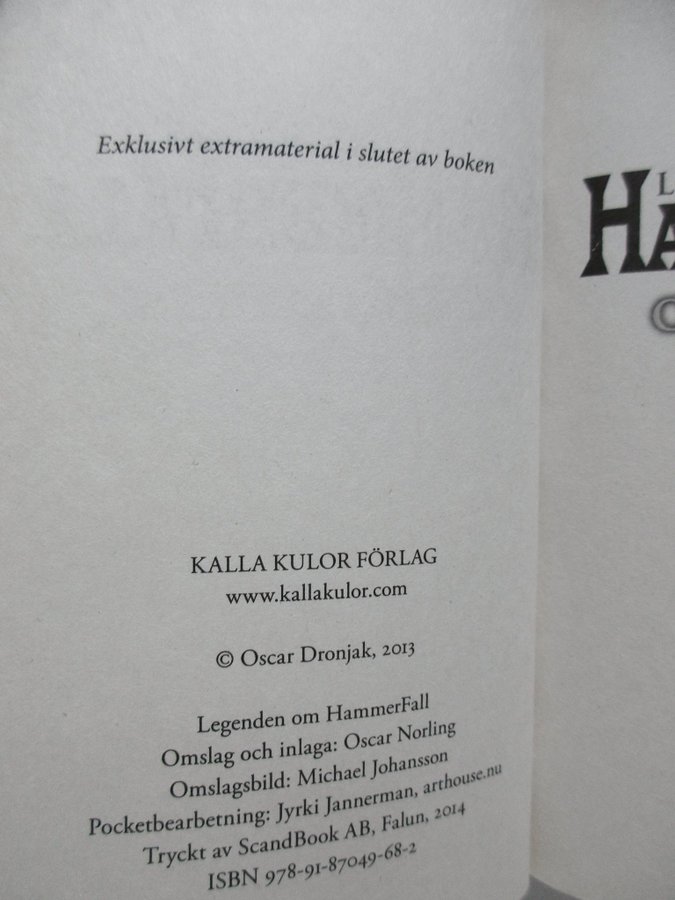 Exklusivt extramaterial i slutet av boken
KALLA KULOR FÖRLAG
www.kallakulor.com
© Oscar Dronjak, 2013
Legenden om HammerFall
Omslag och inlaga: Oscar Norling
Omslagsbild: Michael Johansson
Pocketbearbetning: Jyrki Jannerman, arthouse.nu
Tryckt av ScandBook AB, Falun, 2014
ISBN 978-91-87049-68-2